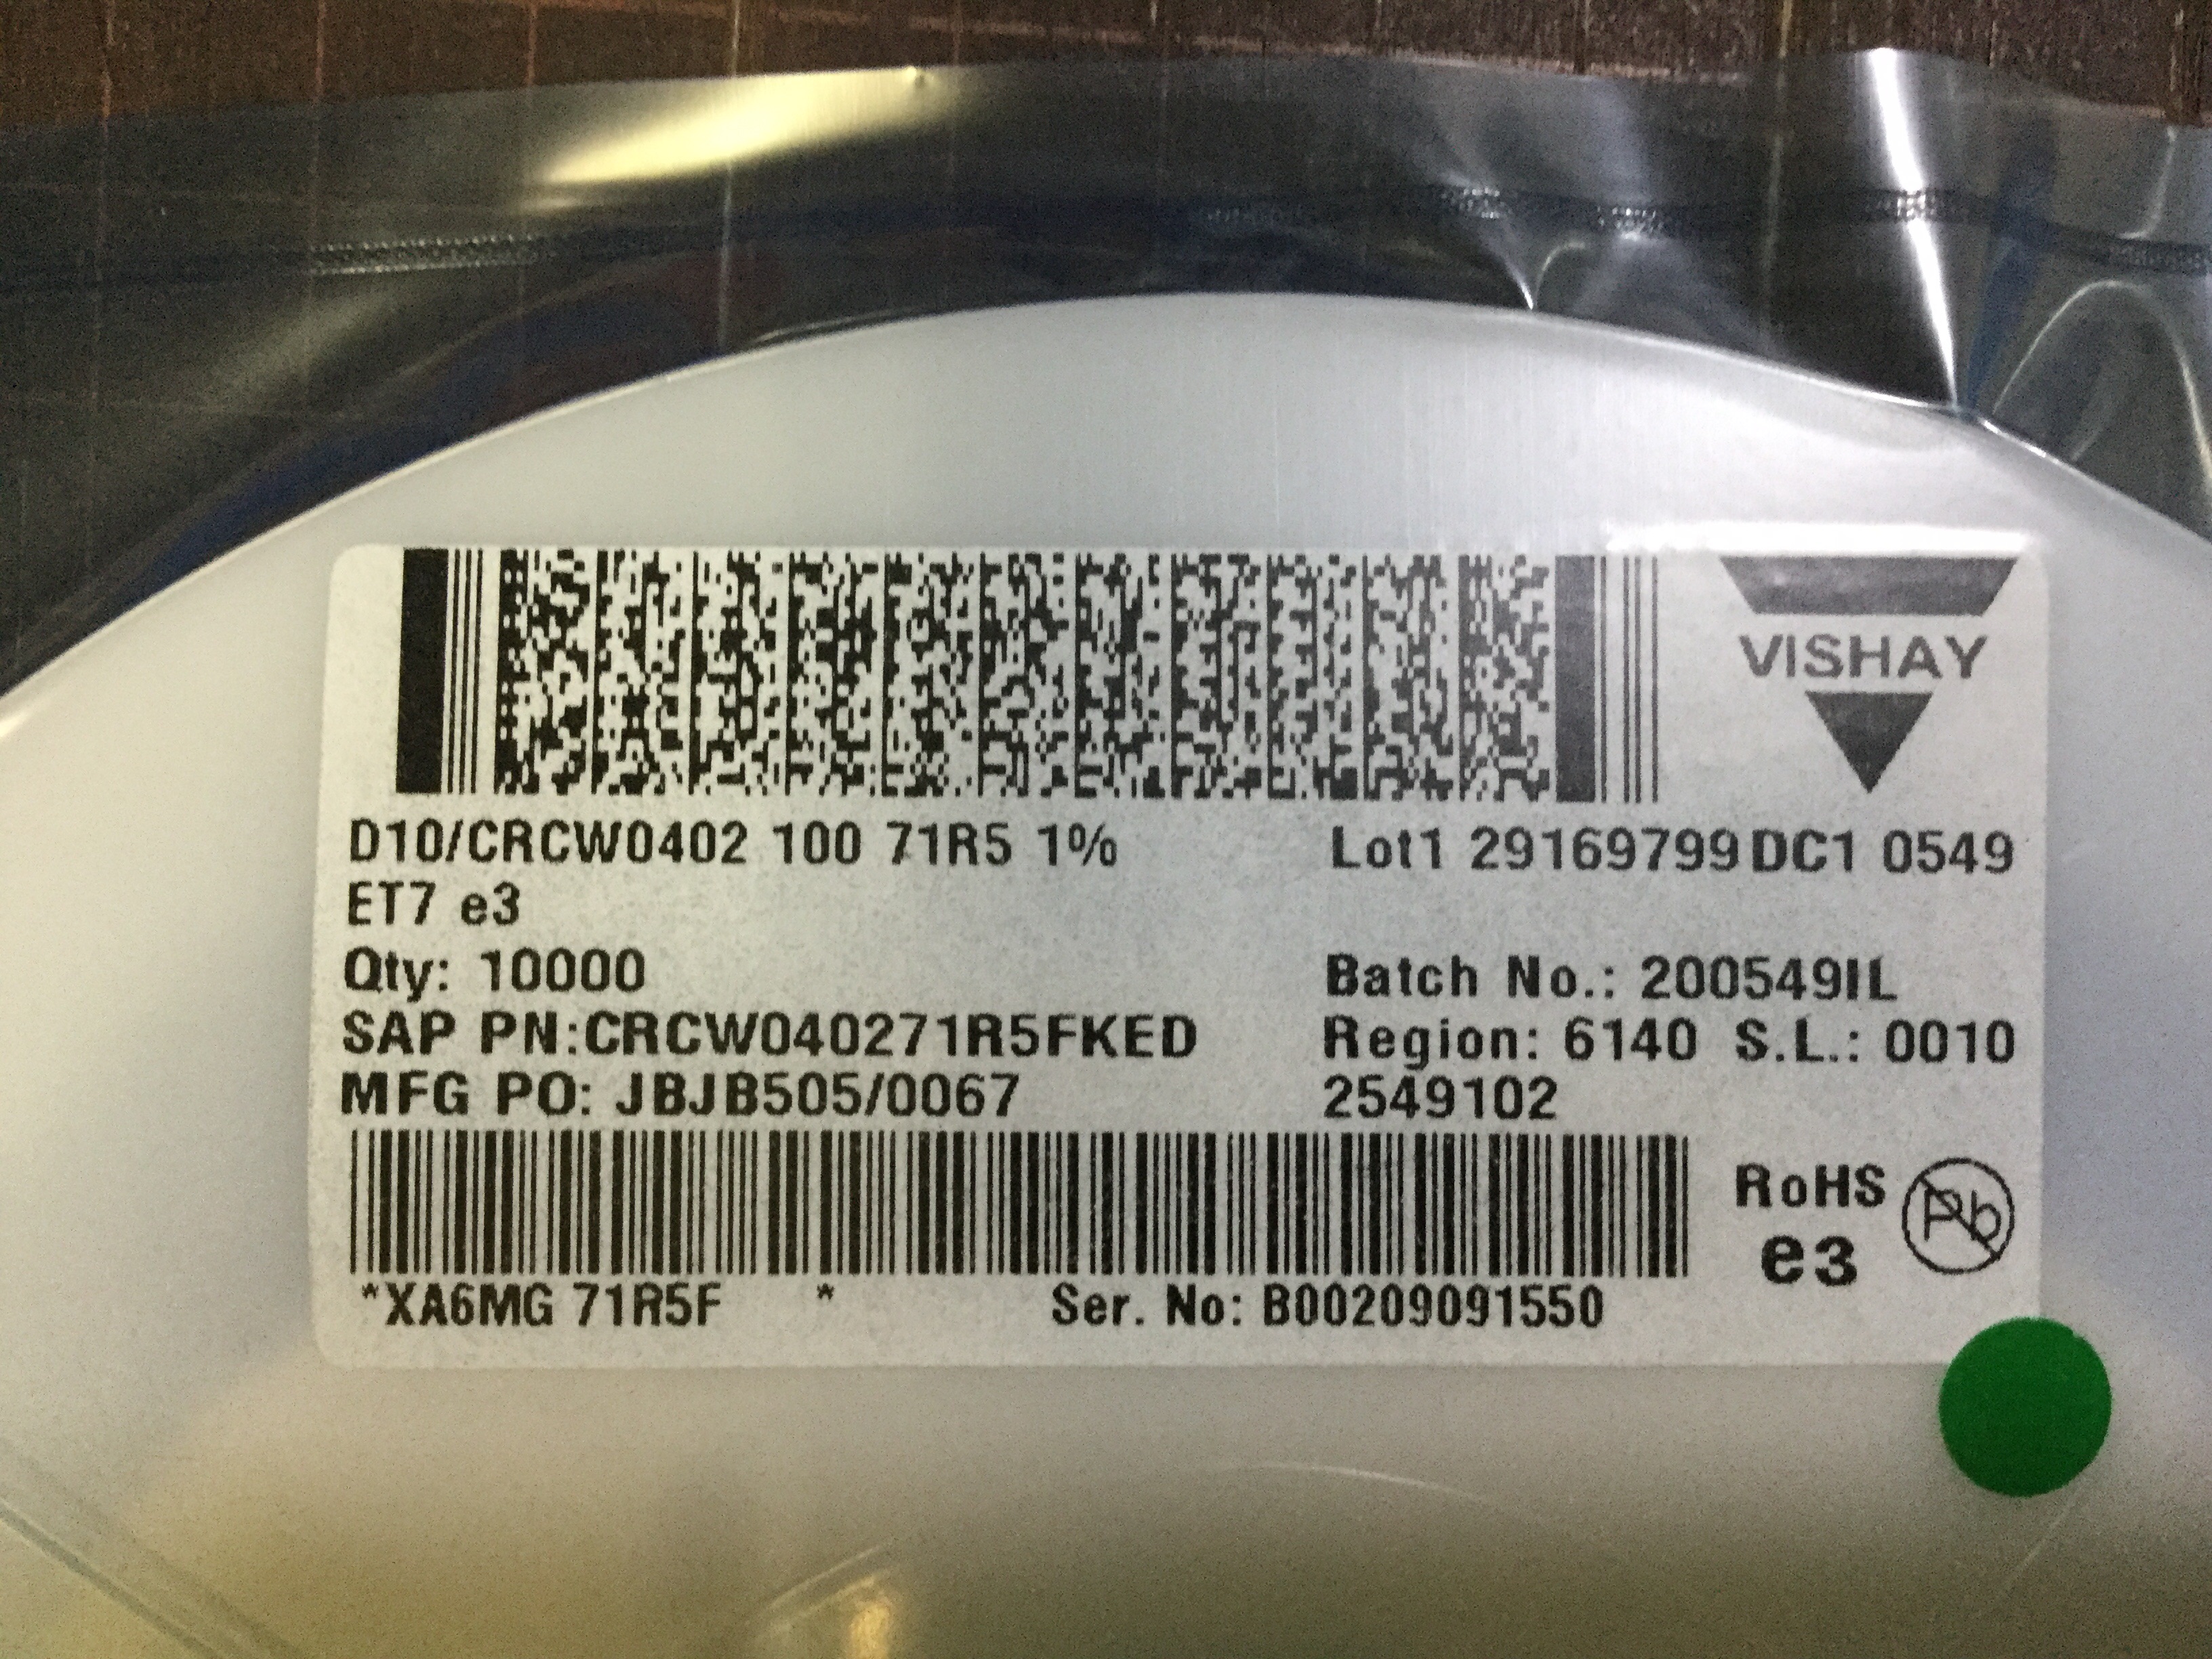 VISHAY
D10/CRCW0402 100 71R5 1% Lot1 29169799 DC1 0549
ET7 e3
Qty: 10000 Batch No.: 200549IL
SAP PN:CRCW040271R5FKED Region: 6140 S.L.: 0010
MFG PO: JBJB505/0067 2549102
RoHS Pb
e3
*XA6MG 71R5F * Ser. No: B00209091550